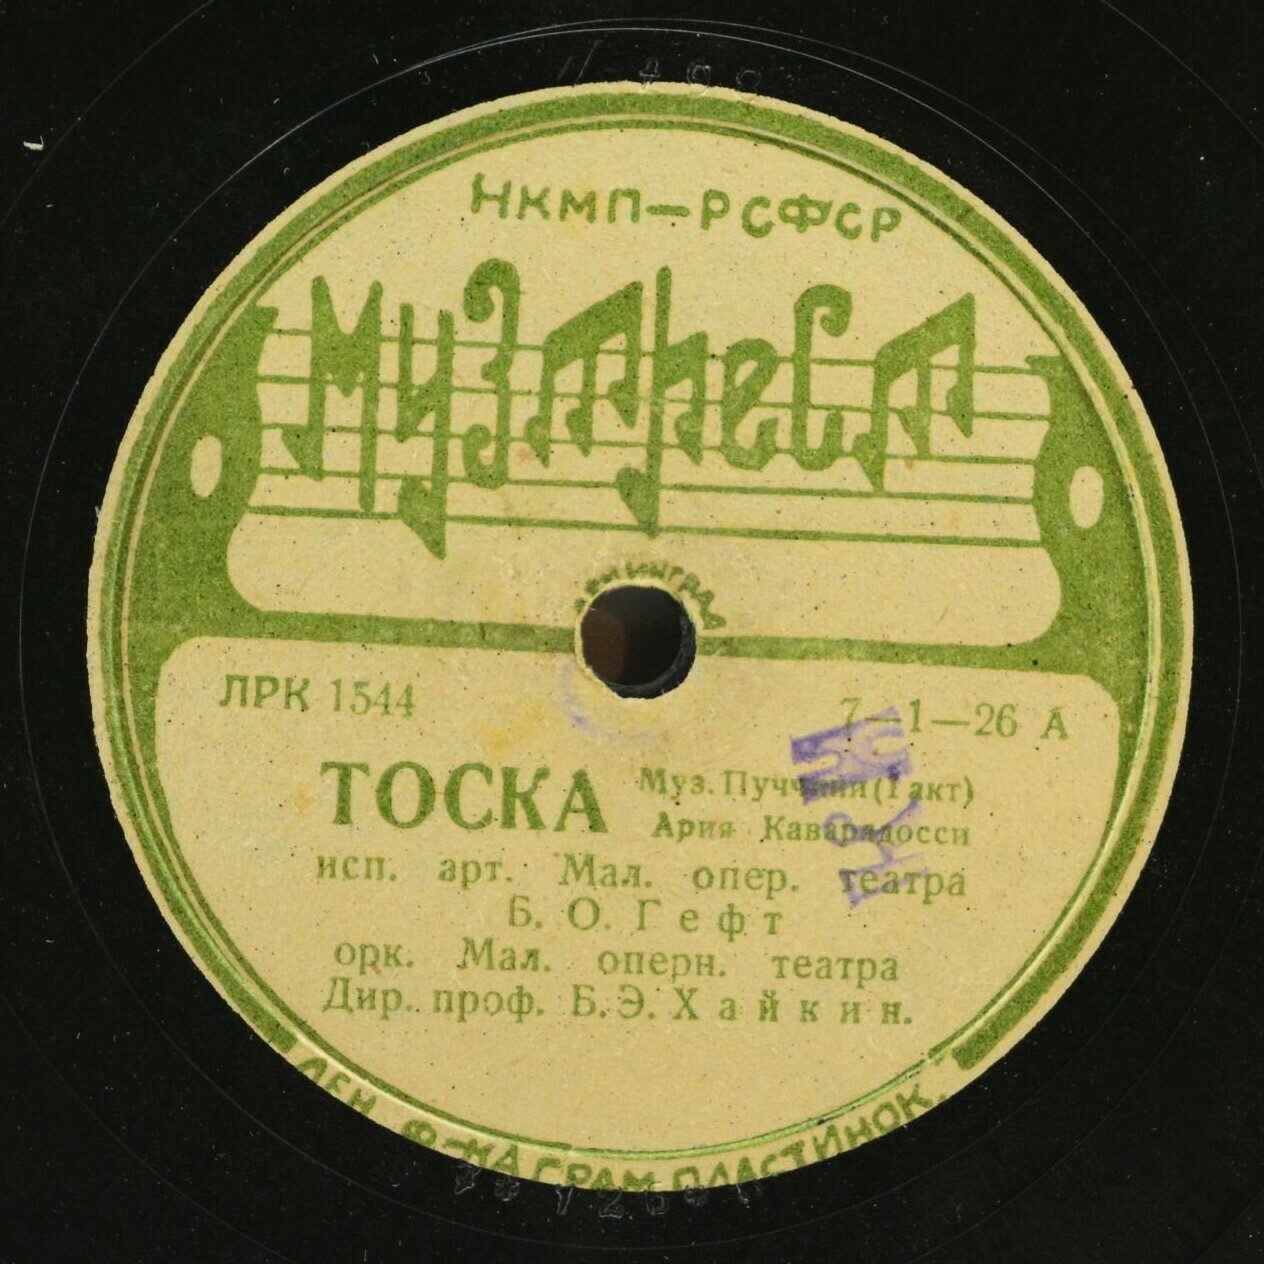 НКМП—РСФСР
МУЗТРЕСТ
ЛЕНИНГРАД
ЛРК 1544
7—1—26 А
ТОСКА
Муз. Пуччини (I акт)
Ария Каварадосси
исп. арт. Мал. опер. театра
Б. О. Гефт
орк. Мал. оперн. театра
Дир. проф. Б. Э. Хайкин.
ЛЕН. Ф-КА ГРАМ.ПЛАСТИНОК.